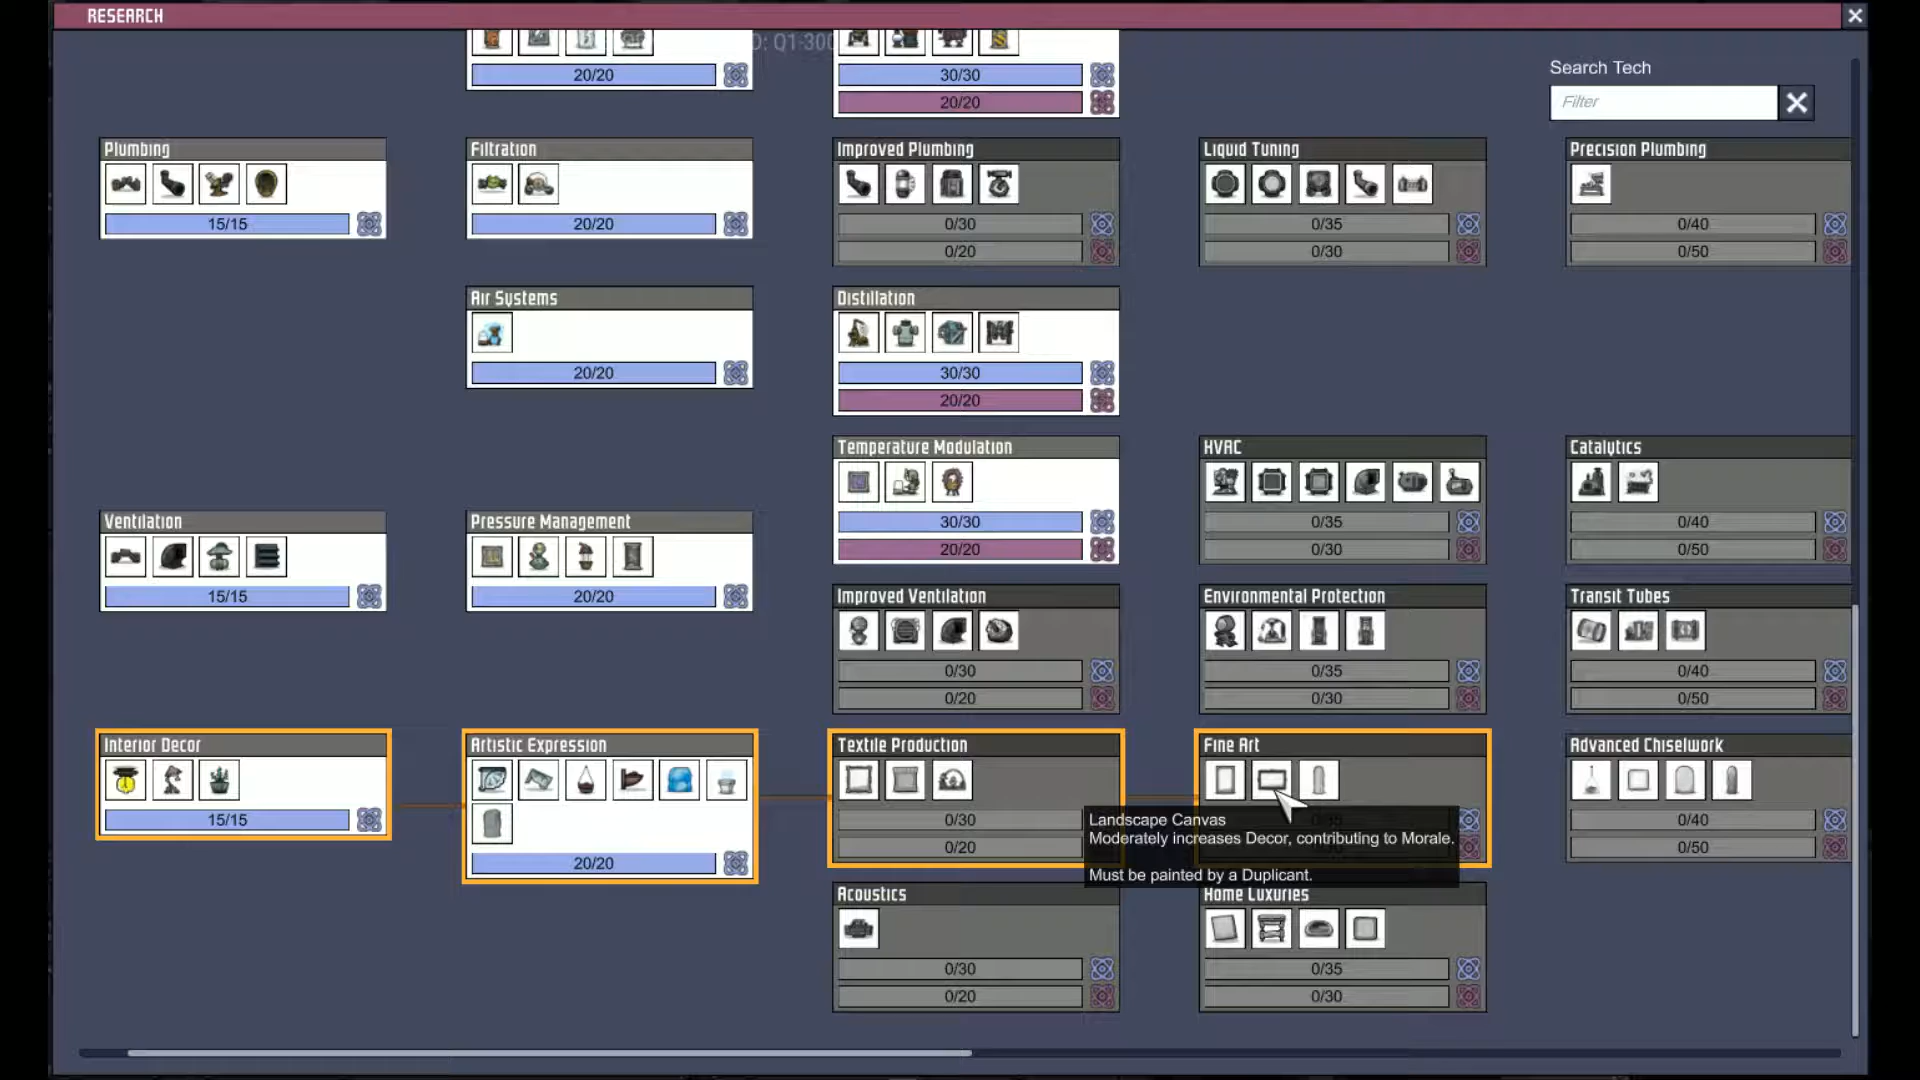 RESEARCH
D: Q1-300
Search Tech
Filter
20/20
30/30
20/20
Plumbing
15/15
Filtration
20/20
Improved Plumbing
0/30
0/20
Liquid Tuning
0/35
0/30
Precision Plumbing
0/40
0/50
Air Systems
20/20
Distillation
30/30
20/20
Temperature Modulation
30/30
20/20
HVAC
0/35
0/30
Catalytics
0/40
0/50
Ventilation
15/15
Pressure Management
20/20
Improved Ventilation
0/30
0/20
Environmental Protection
0/35
0/30
Transit Tubes
0/40
0/50
Interior Decor
15/15
Artistic Expression
20/20
Textile Production
0/30
0/20
Fine Art
Landscape Canvas
Moderately increases Decor, contributing to Morale.
Must be painted by a Duplicant.
Advanced Chiselwork
0/40
0/50
Acoustics
0/30
0/20
Home Luxuries
0/35
0/30